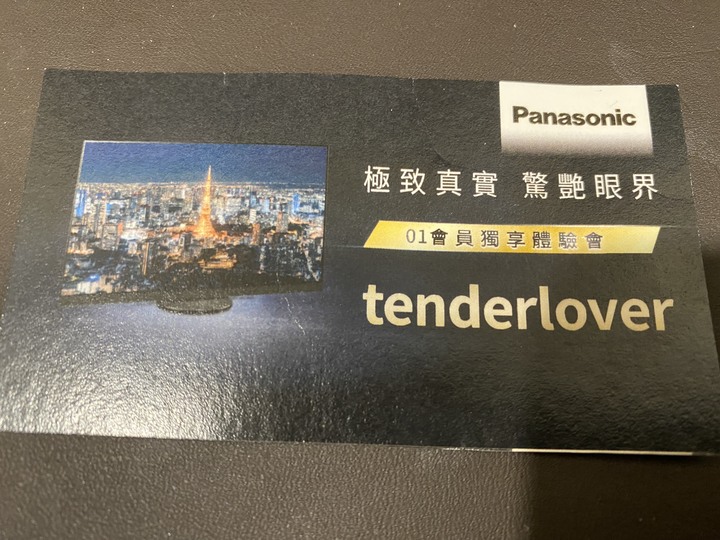 Panasonic
極致真實 驚艷眼界
01會員獨享體驗會
tenderlover